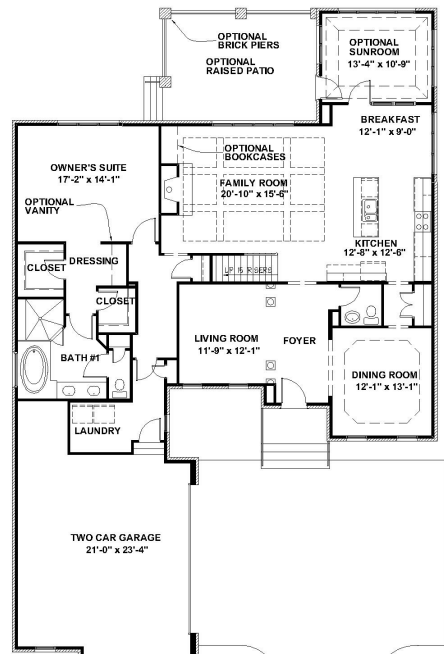 OPTIONAL
BRICK PIERS
OPTIONAL
RAISED PATIO
OPTIONAL
SUNROOM
13'-4" x 10'-9"
BREAKFAST
12'-1" x 9'-0"
OPTIONAL
BOOKCASES
OWNER'S SUITE
17'-2" x 14'-1"
FAMILY ROOM
20'-10" x 15'-6"
OPTIONAL
VANITY
KITCHEN
12'-8" x 12'-6"
CLOSET
DRESSING
UP 15 RISERS
CLOSET
LIVING ROOM
11'-9" x 12'-1"
FOYER
BATH #1
DINING ROOM
12'-1" x 13'-1"
LAUNDRY
TWO CAR GARAGE
21'-0" x 23'-4"